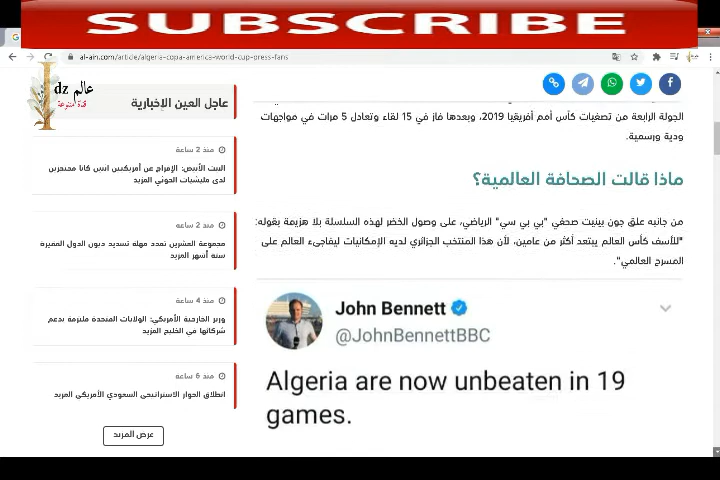 SUBSCRIBE
al-ain.com/article/algeria-copa-america-world-cup-press-fans
عالم dz
قناة متنوعة
عاجل العين الإخبارية
منذ 2 ساعة
البيت الأبيض: الإفراج عن أمريكيين اثنين كانا محتجزين
لدى مليشيات الحوثي المزيد
منذ 2 ساعة
مجموعة العشرين تمدد مهلة تسديد ديون الدول الفقيرة
ستة أشهر المزيد
منذ 4 ساعة
وزير الخارجية الأمريكي: الولايات المتحدة ملتزمة بدعم
شركائها في الخليج المزيد
منذ 6 ساعة
انطلاق الحوار الاستراتيجي السعودي الأمريكي المزيد
عرض المزيد
الجولة الرابعة من تصفيات كأس أمم أفريقيا 2019، وبعدها فاز في 15 لقاء وتعادل 5 مرات في مواجهات
ودية ورسمية.
ماذا قالت الصحافة العالمية؟
من جانبه علق جون بينيت صحفي "بي بي سي" الرياضي، على وصول الخضر لهذه السلسلة بلا هزيمة بقوله:
"للأسف كأس العالم يبتعد أكثر من عامين، لأن هذا المنتخب الجزائري لديه الإمكانيات ليفاجىء العالم على
المسرح العالمي".
John Bennett
@JohnBennettBBC
Algeria are now unbeaten in 19
games.